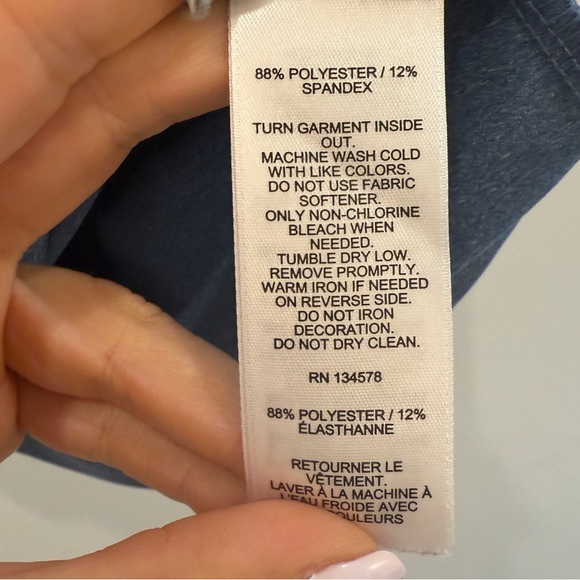 88% POLYESTER / 12%
SPANDEX
TURN GARMENT INSIDE
OUT.
MACHINE WASH COLD
WITH LIKE COLORS.
DO NOT USE FABRIC
SOFTENER.
ONLY NON-CHLORINE
BLEACH WHEN
NEEDED.
TUMBLE DRY LOW.
REMOVE PROMPTLY.
WARM IRON IF NEEDED
ON REVERSE SIDE.
DO NOT IRON
DECORATION.
DO NOT DRY CLEAN.
RN 134578
88% POLYESTER / 12%
ÉLASTHANNE
RETOURNER LE
VÊTEMENT.
LAVER À LA MACHINE À
L'EAU FROIDE AVEC